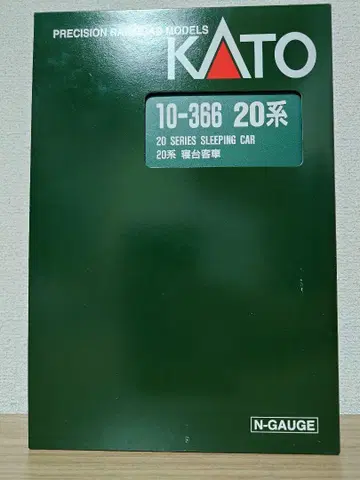 PRECISION RAILROAD MODELS
KATO
10-366 20系
20 SERIES SLEEPING CAR
20系 寝台客車
N-GAUGE